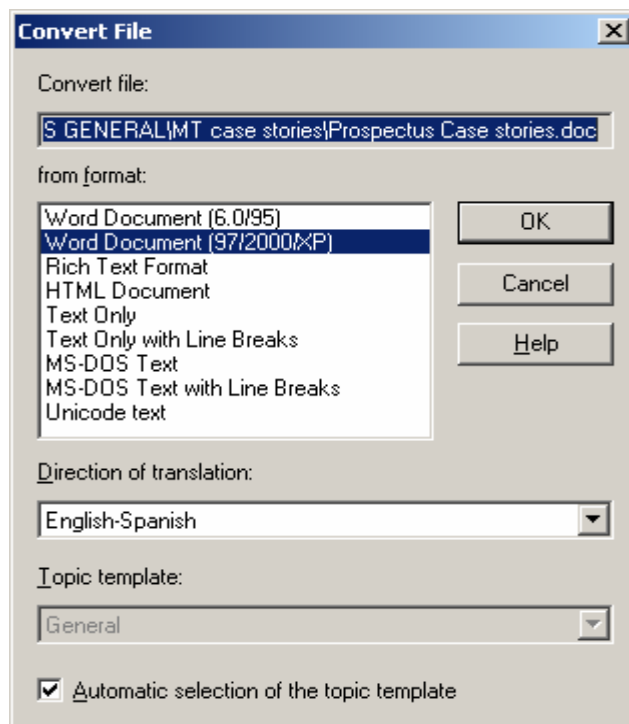 Convert File
Convert file:
S GENERAL\MT case stories\Prospectus Case stories.doc
from format:
Word Document (6.0/95)
Word Document (97/2000/XP)
Rich Text Format
HTML Document
Text Only
Text Only with Line Breaks
MS-DOS Text
MS-DOS Text with Line Breaks
Unicode text
OK
Cancel
Help
Direction of translation:
English-Spanish
Topic template:
General
Automatic selection of the topic template